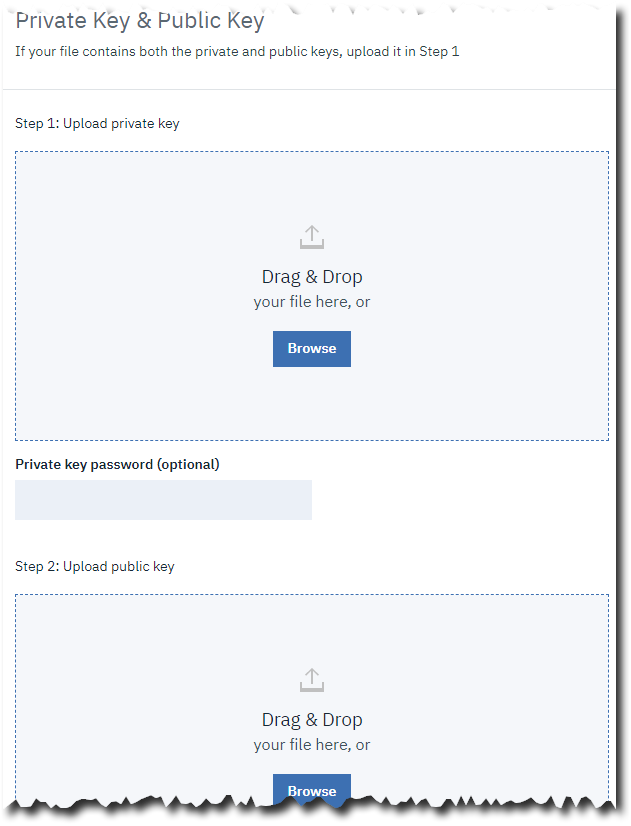 Private Key & Public Key
If your file contains both the private and public keys, upload it in Step 1
Step 1: Upload private key
Drag & Drop
your file here, or
Browse
Private key password (optional)
Step 2: Upload public key
Drag & Drop
your file here, or
Browse